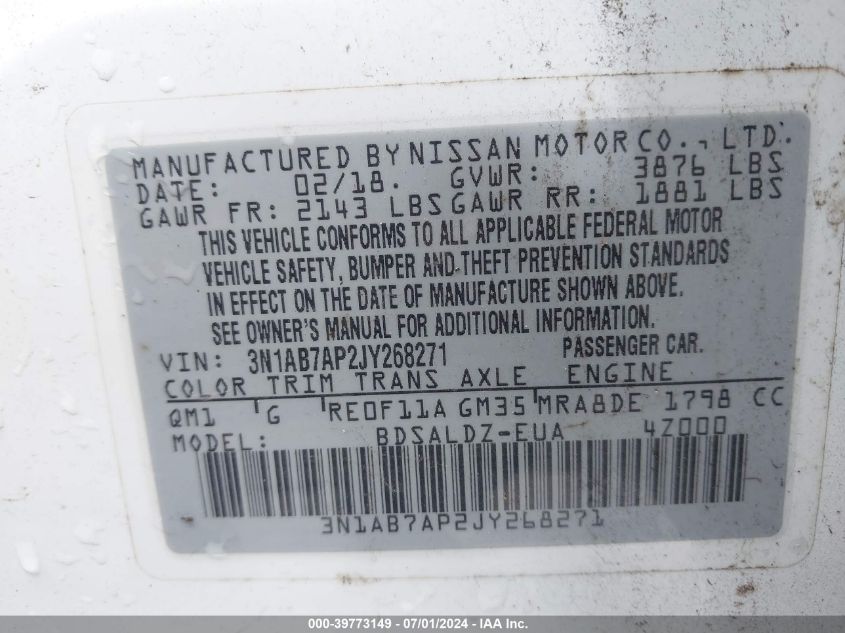 MANUFACTURED BY NISSAN MOTOR CO., LTD.
DATE: 02/18. GVWR: 3876 LBS
GAWR FR: 2143 LBS GAWR RR: 1881 LBS
THIS VEHICLE CONFORMS TO ALL APPLICABLE FEDERAL MOTOR
VEHICLE SAFETY, BUMPER AND THEFT PREVENTION STANDARDS
IN EFFECT ON THE DATE OF MANUFACTURE SHOWN ABOVE.
SEE OWNER'S MANUAL FOR ADDITIONAL INFORMATION.
VIN: 3N1AB7AP2JY268271 PASSENGER CAR.
COLOR TRIM TRANS AXLE ENGINE
QM1 G RE0F11A GM35 MRA8DE 1798 CC
MODEL: BDSALDZ-EUA 4Z000
3N1AB7AP2JY268271
000-39773149 - 07/01/2024 - IAA Inc.